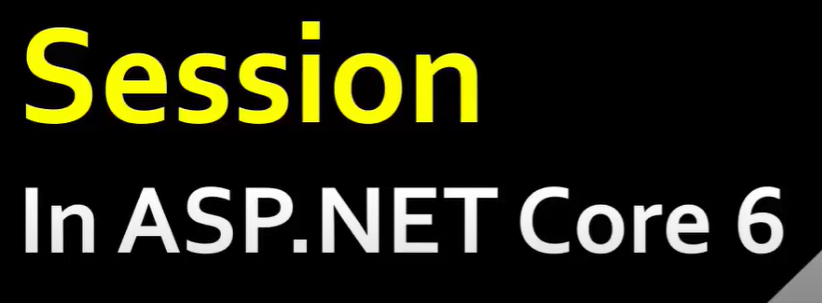 Session
In ASP.NET Core 6